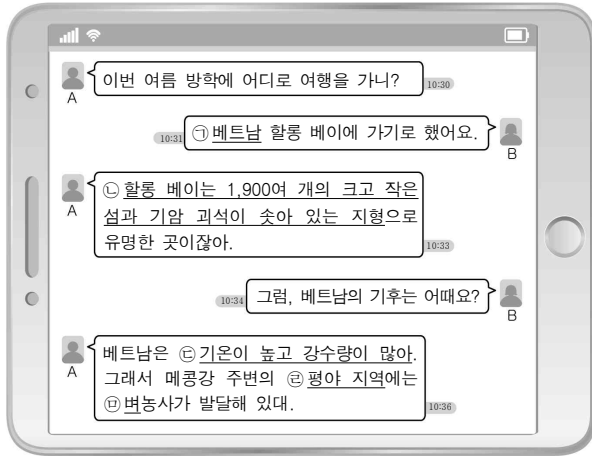 이번 여름 방학에 어디로 여행을 가니?
10:30
A
㉠ 베트남 할롱 베이에 가기로 했어요.
10:31
B
㉡ 할롱 베이는 1,900여 개의 크고 작은
섬과 기암 괴석이 솟아 있는 지형으로
유명한 곳이잖아.
10:33
A
그럼, 베트남의 기후는 어때요?
10:34
B
베트남은 ㉢ 기온이 높고 강수량이 많아.
그래서 메콩강 주변의 ㉣ 평야 지역에는
㉤ 벼농사가 발달해 있대.
10:36
A